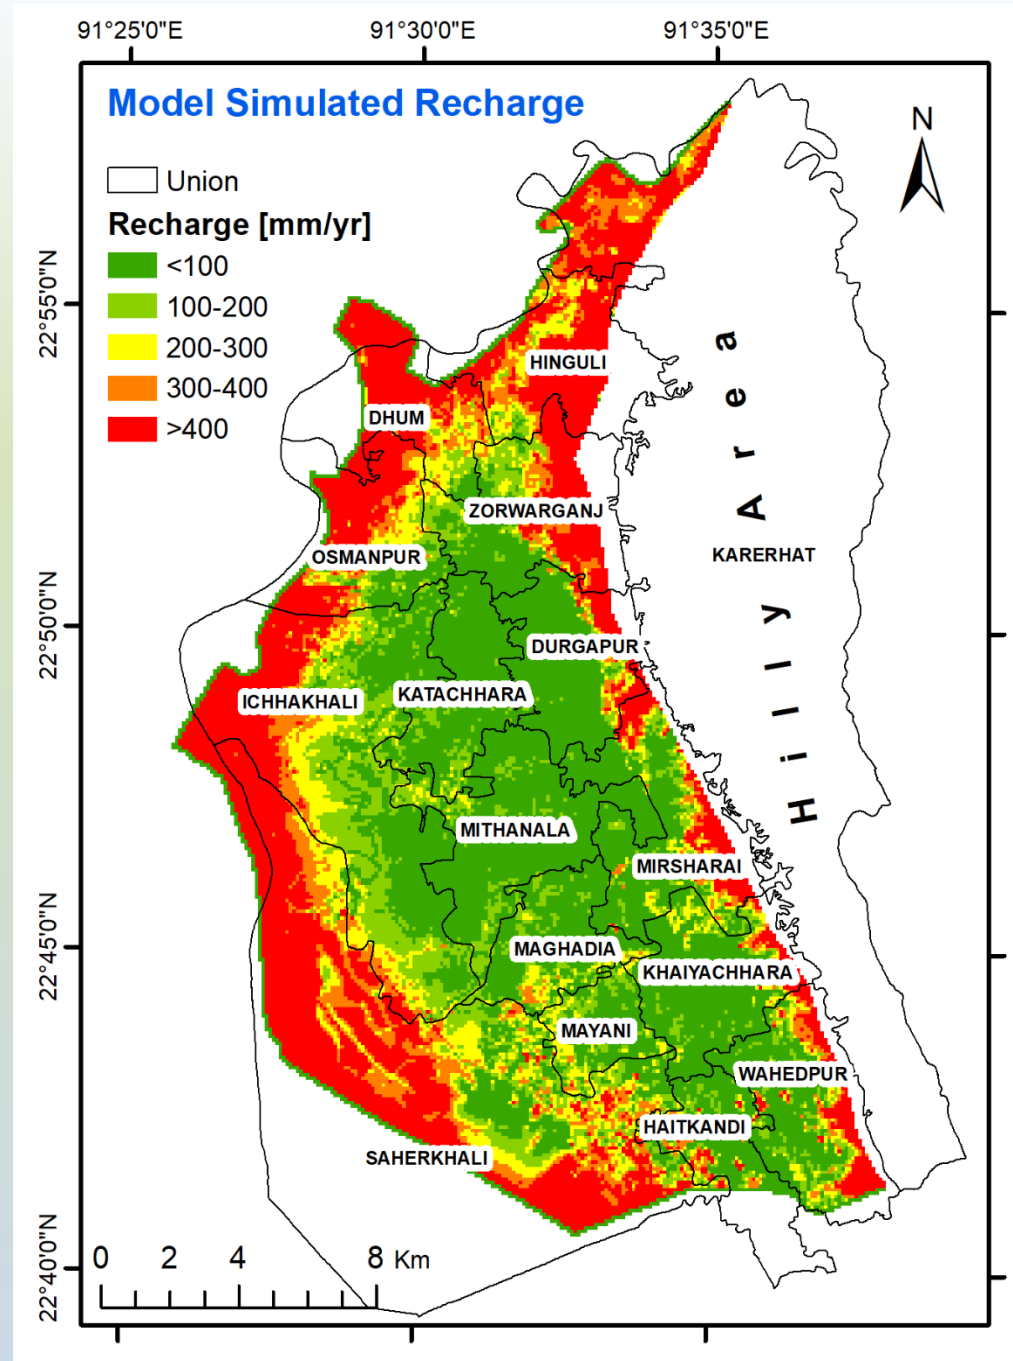 91°25'0"E 91°30'0"E 91°35'0"E
Model Simulated Recharge
N
Union
Recharge [mm/yr]
<100
100-200
200-300
300-400
>400
22°55'0"N
22°50'0"N
22°45'0"N
22°40'0"N
HINGULI
DHUM
ZORWARGANJ
OSMANPUR
KARERHAT
Hilly Area
DURGAPUR
KATACHHARA
ICHHAKHALI
MITHANALA
MIRSHARAI
MAGHADIA
KHAIYACHHARA
MAYANI
WAHEDPUR
HAITKANDI
SAHERKHALI
0 2 4 8 Km